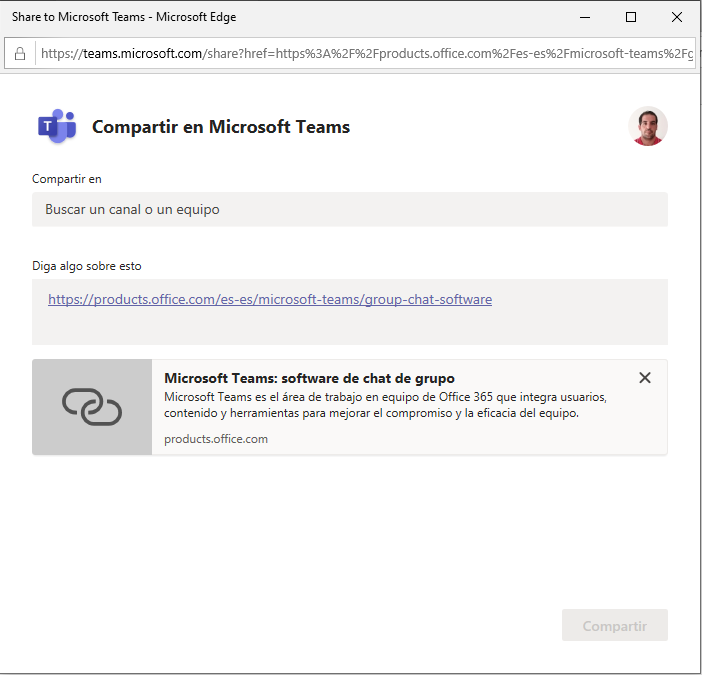 Share to Microsoft Teams - Microsoft Edge
https://teams.microsoft.com/share?href=https%3A%2F%2Fproducts.office.com%2Fes-es%2Fmicrosoft-teams%2Fg
T
Compartir en Microsoft Teams
Compartir en
Buscar un canal o un equipo
Diga algo sobre esto
https://products.office.com/es-es/microsoft-teams/group-chat-software
Microsoft Teams: software de chat de grupo
Microsoft Teams es el área de trabajo en equipo de Office 365 que integra usuarios,
contenido y herramientas para mejorar el compromiso y la eficacia del equipo.
products.office.com
Compartir